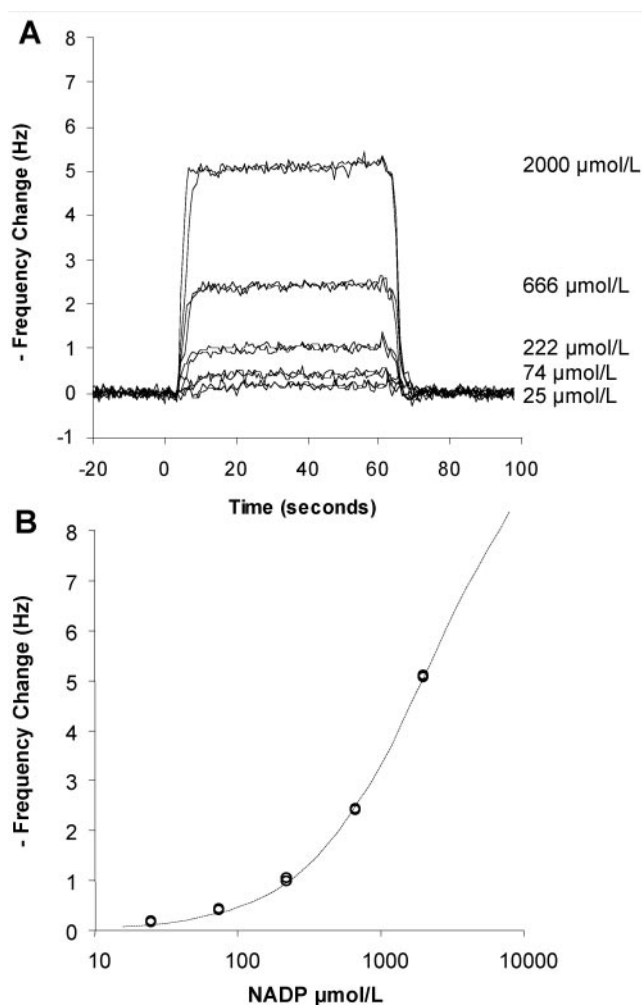 A
8
7
6
5
4
3
2
1
0
-1
- Frequency Change (Hz)
2000 µmol/L
666 µmol/L
222 µmol/L
74 µmol/L
25 µmol/L
-20 0 20 40 60 80 100
Time (seconds)
B
8
7
6
5
4
3
2
1
0
- Frequency Change (Hz)
10 100 1000 10000
NADP µmol/L